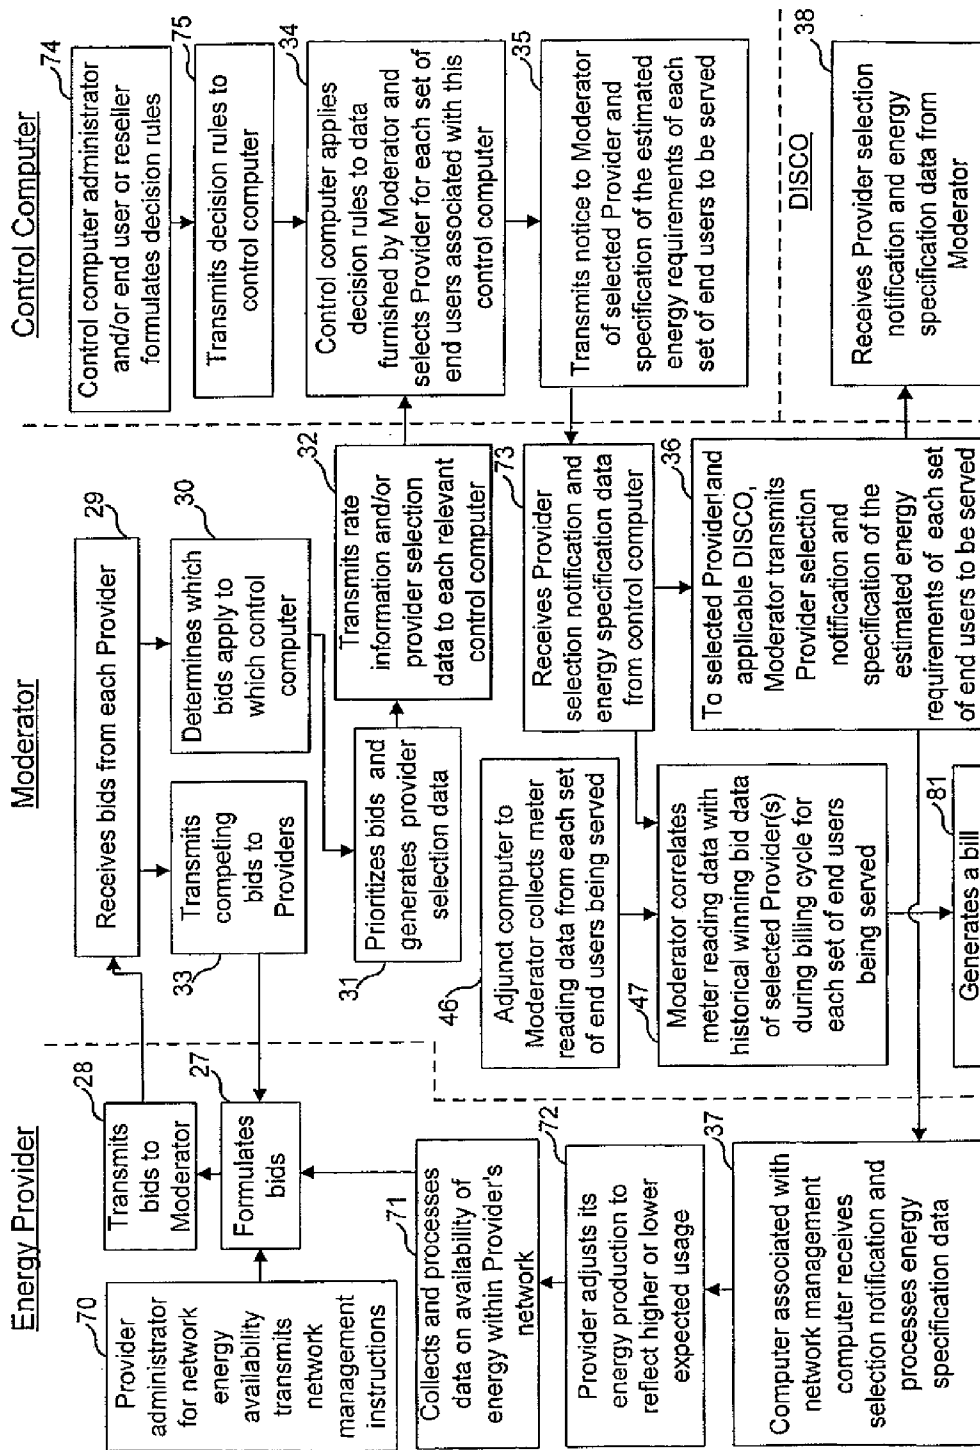 Energy Provider
70
Provider
administrator
for network
energy
availability
transmits
network
management
instructions
28
Transmits
bids to
Moderator
27
Formulates
bids
71
Collects and processes
data on availability of
energy within Provider's
network
72
Provider adjusts its
energy production to
reflect higher or lower
expected usage
37
Computer associated with
network management
computer receives
selection notification and
processes energy
specification data
Moderator
29
Receives bids from each Provider
33
Transmits
competing
bids to
Providers
30
Determines which
bids apply to
which control
computer
31
Prioritizes bids and
generates provider
selection data
32
Transmits rate
information and/or
provider selection
data to each relevant
control computer
46
Adjunct computer to
Moderator collects meter
reading data from each set
of end users being served
73
Receives Provider
selection notification and
energy specification data
from control computer
47
Moderator correlates
meter reading data with
historical winning bid data
of selected Provider(s)
during billing cycle for
each set of end users
being served
36
To selected Provider and
applicable DISCO,
Moderator transmits
Provider selection
notification and
specification of the
estimated energy
requirements of each set
of end users to be served
81
Generates a bill
Control Computer
74
Control computer administrator
and/or end user or reseller
formulates decision rules
75
Transmits decision rules to
control computer
34
Control computer applies
decision rules to data
furnished by Moderator and
selects Provider for each set of
end users associated with this
control computer
35
Transmits notice to Moderator
of selected Provider and
specification of the estimated
energy requirements of each
set of end users to be served
DISCO
38
Receives Provider selection
notification and energy
specification data from
Moderator